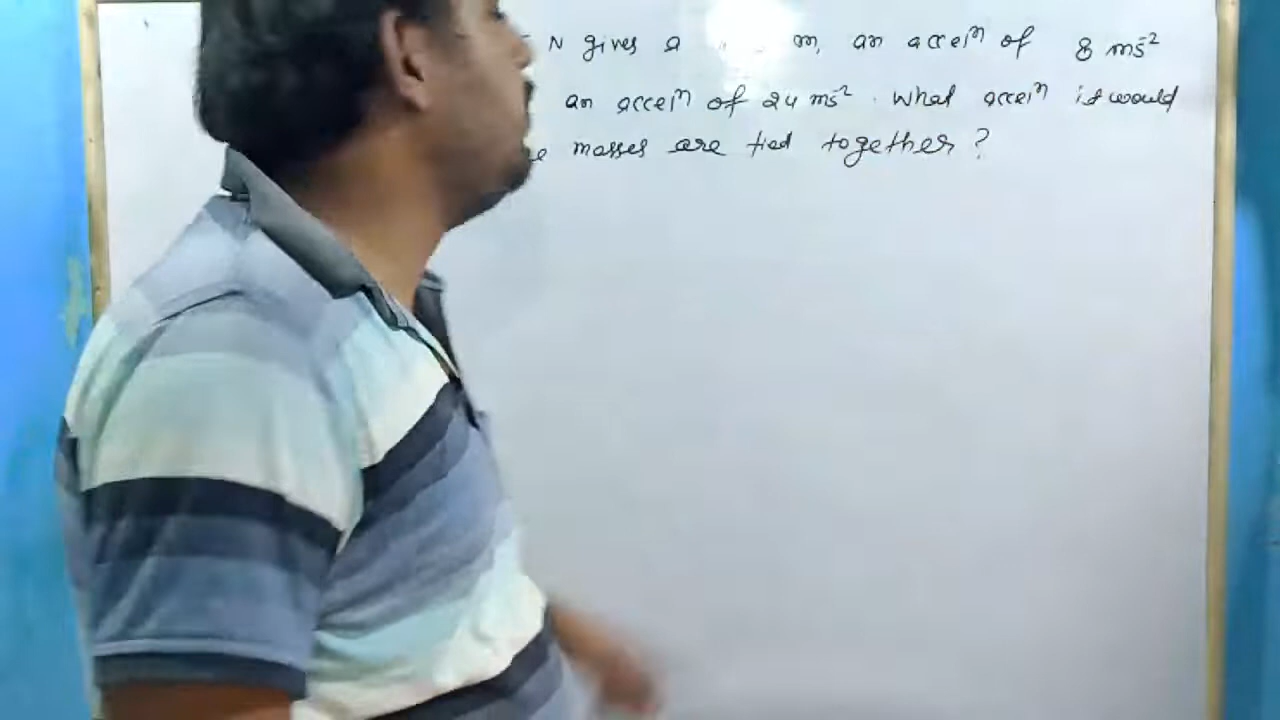 N gives a m, an accelⁿ of 8 ms⁻²
an accelⁿ of 24 ms⁻². What accelⁿ it would
masses are tied together?